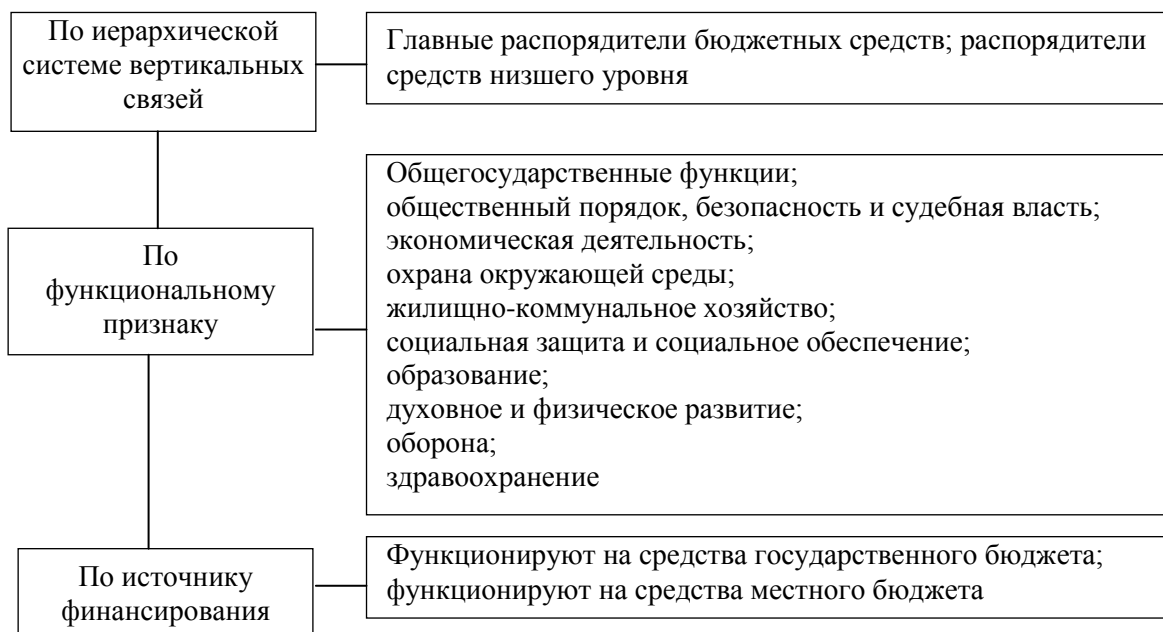 По иерархической
системе вертикальных
связей
Главные распорядители бюджетных средств; распорядители
средств низшего уровня
По
функциональному
признаку
Общегосударственные функции;
общественный порядок, безопасность и судебная власть;
экономическая деятельность;
охрана окружающей среды;
жилищно-коммунальное хозяйство;
социальная защита и социальное обеспечение;
образование;
духовное и физическое развитие;
оборона;
здравоохранение
По источнику
финансирования
Функционируют на средства государственного бюджета;
функционируют на средства местного бюджета